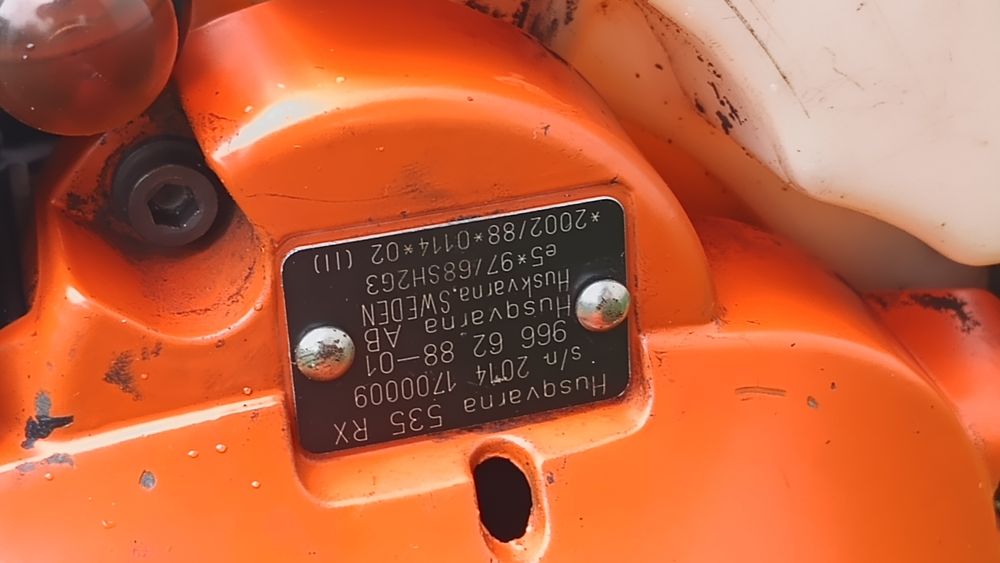 Husqvarna 535 RX
s/n 2014 1700009
966 62 88-01
Husqvarna AB
Huskvarna.SWEDEN
e5*97/68SH2G3
*2002/88*0114*02 (II)